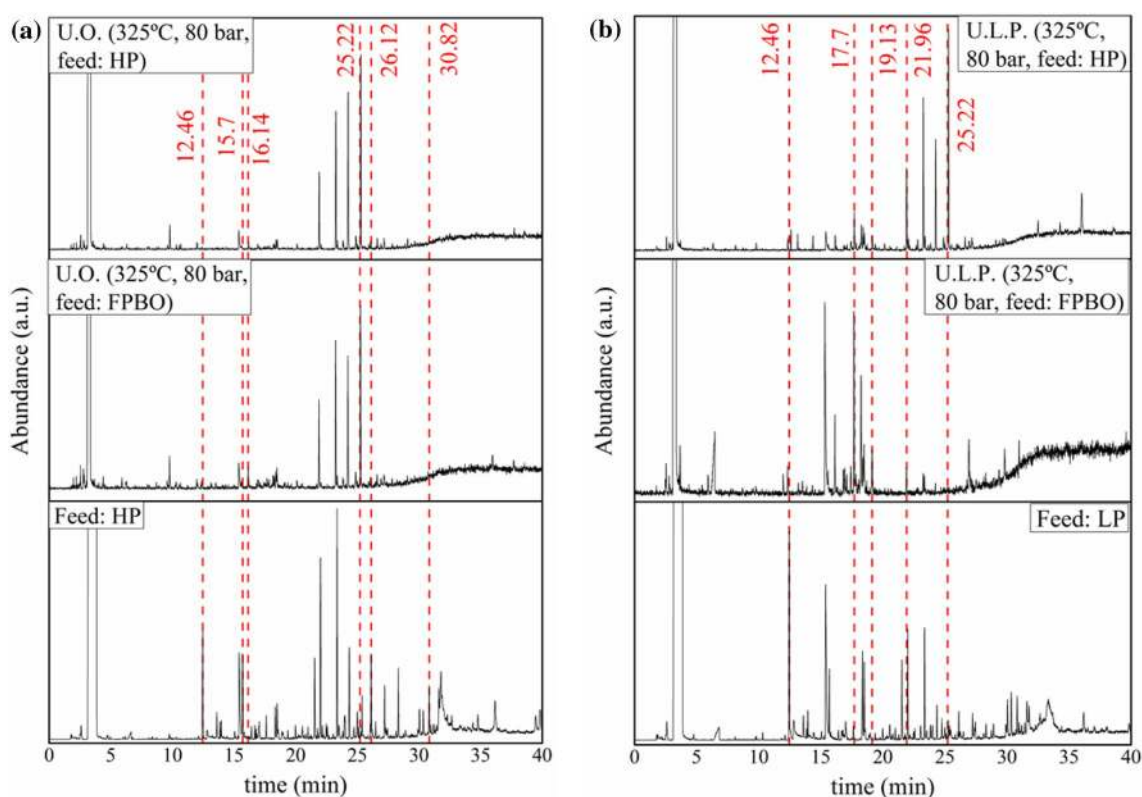 (a)
U.O. (325ºC, 80 bar,
feed: HP)
12.46
15.7
16.14
25.22
26.12
30.82
U.O. (325ºC, 80 bar,
feed: FPBO)
Feed: HP
Abundance (a.u.)
0 5 10 15 20 25 30 35 40
time (min)
(b)
U.L.P. (325ºC,
80 bar, feed: HP)
12.46
17.7
19.13
21.96
25.22
U.L.P. (325ºC,
80 bar, feed: FPBO)
Feed: LP
Abundance (a.u.)
0 5 10 15 20 25 30 35 40
time (min)